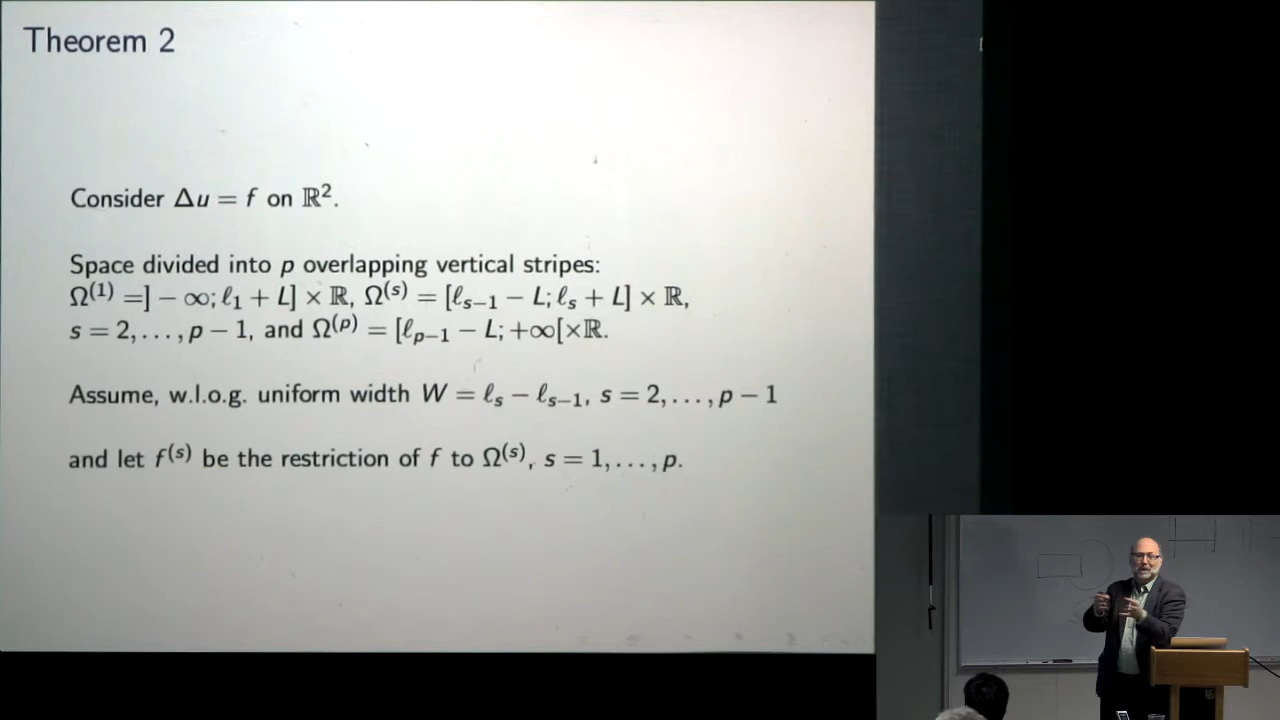 Theorem 2
Consider Δu = f on ℝ².
Space divided into p overlapping vertical stripes:
Ω⁽¹⁾ =] − ∞; ℓ₁ + L] × ℝ, Ω⁽ˢ⁾ = [ℓₛ₋₁ − L; ℓₛ + L] × ℝ,
s = 2, . . . , p − 1, and Ω⁽ᵖ⁾ = [ℓₚ₋₁ − L; +∞[×ℝ.
Assume, w.l.o.g. uniform width W = ℓₛ − ℓₛ₋₁, s = 2, . . . , p − 1
and let f⁽ˢ⁾ be the restriction of f to Ω⁽ˢ⁾, s = 1, . . . , p.